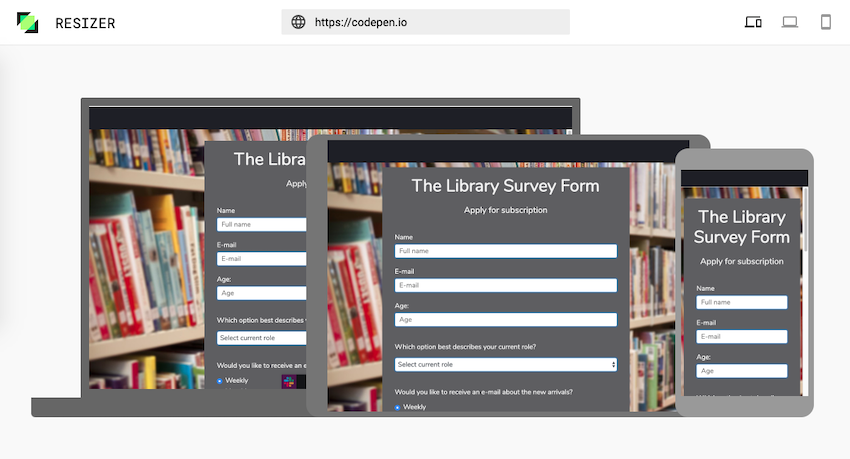 RESIZER
https://codepen.io
The Libra
Apply
Name
Full name
E-mail
E-mail
Age:
Age
Which option best describes y
Select current role
Would you like to receive an e
Weekly
The Library Survey Form
Apply for subscription
Name
Full name
E-mail
E-mail
Age:
Age
Which option best describes your current role?
Select current role
Would you like to receive an e-mail about the new arrivals?
Weekly
The Library
Survey Form
Apply for subscription
Name
Full name
E-mail
E-mail
Age:
Age